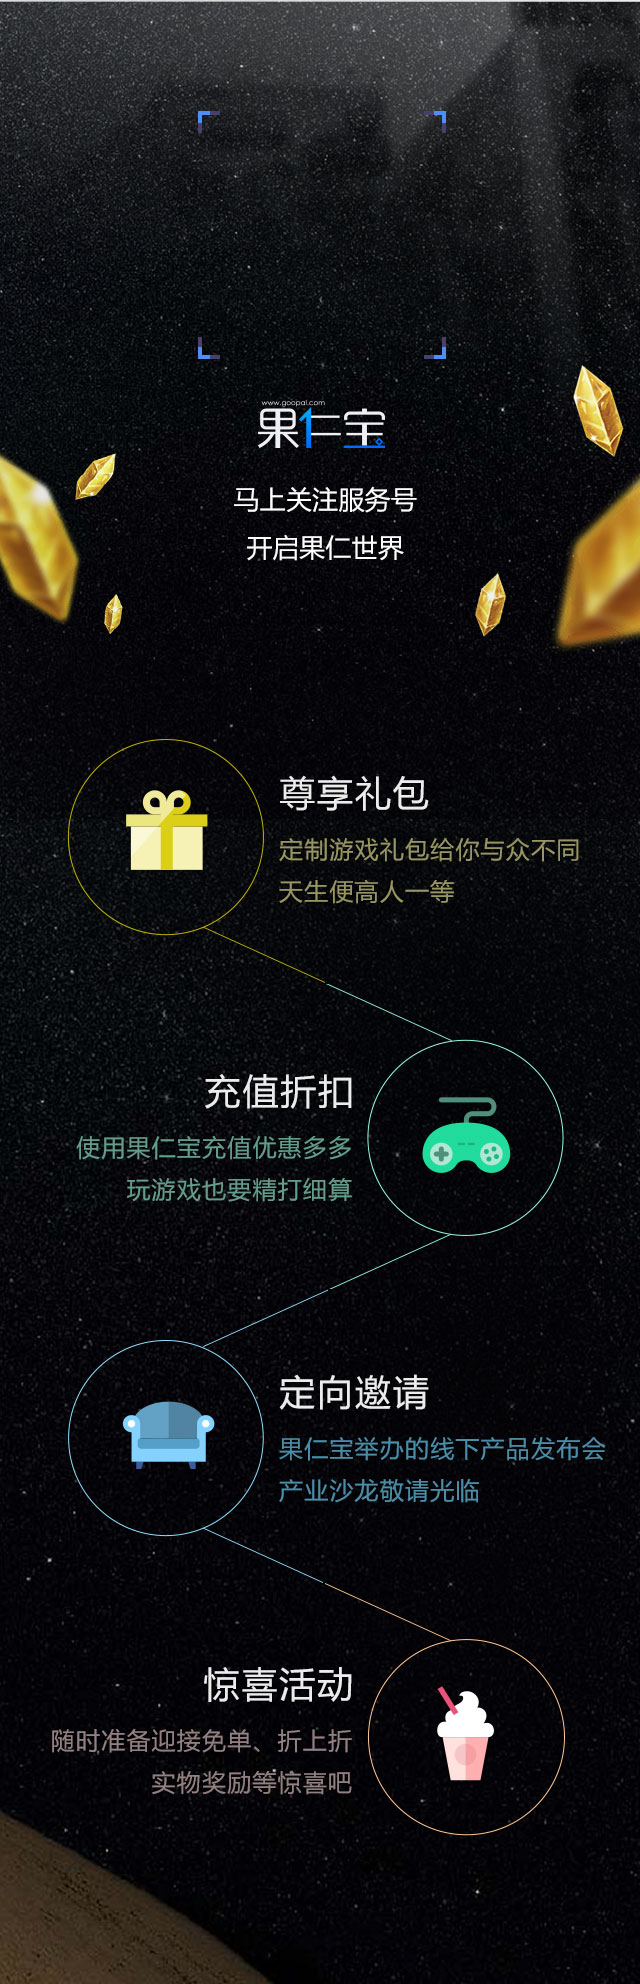 www.goopal.com
果仁宝
马上关注服务号
开启果仁世界
尊享礼包
定制游戏礼包给你与众不同
天生便高人一等
充值折扣
使用果仁宝充值优惠多多
玩游戏也要精打细算
定向邀请
果仁宝举办的线下产品发布会
产业沙龙敬请光临
惊喜活动
随时准备迎接免单、折上折
实物奖励等惊喜吧